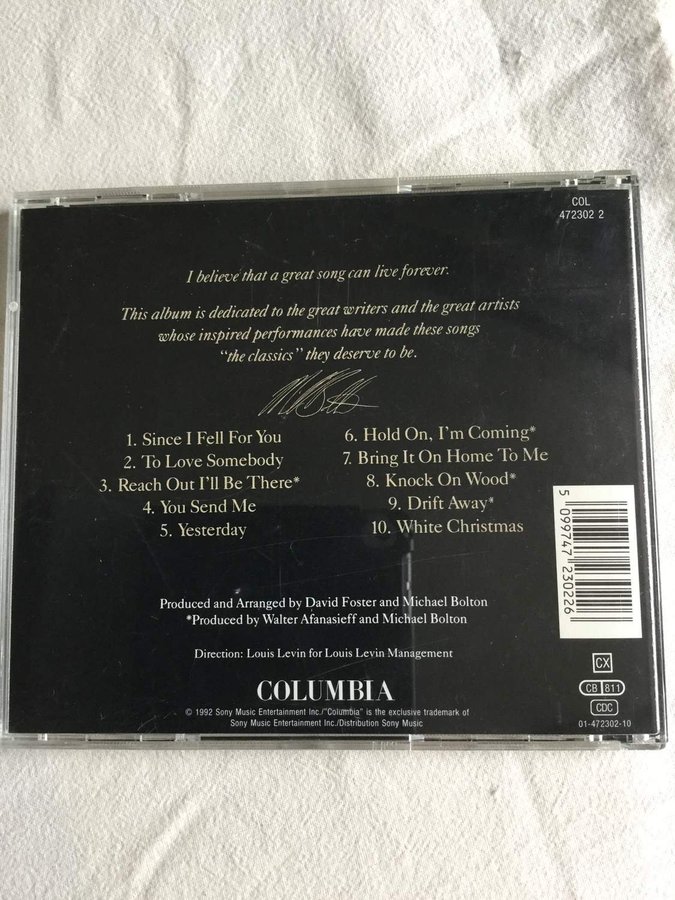 COL
472302 2
I believe that a great song can live forever.
This album is dedicated to the great writers and the great artists
whose inspired performances have made these songs
"the classics" they deserve to be.
1. Since I Fell For You
2. To Love Somebody
3. Reach Out I'll Be There*
4. You Send Me
5. Yesterday
6. Hold On, I'm Coming*
7. Bring It On Home To Me
8. Knock On Wood*
9. Drift Away*
10. White Christmas
5 099747 230226
Produced and Arranged by David Foster and Michael Bolton
*Produced by Walter Afanasieff and Michael Bolton
Direction: Louis Levin for Louis Levin Management
COLUMBIA
© 1992 Sony Music Entertainment Inc./"Columbia" is the exclusive trademark of
Sony Music Entertainment Inc./Distribution Sony Music
CX
CB 811
CDC
01-472302-10